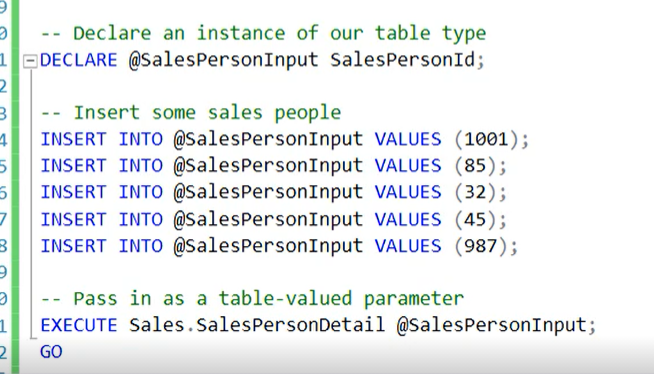 -- Declare an instance of our table type
DECLARE @SalesPersonInput SalesPersonId;
-- Insert some sales people
INSERT INTO @SalesPersonInput VALUES (1001);
INSERT INTO @SalesPersonInput VALUES (85);
INSERT INTO @SalesPersonInput VALUES (32);
INSERT INTO @SalesPersonInput VALUES (45);
INSERT INTO @SalesPersonInput VALUES (987);
-- Pass in as a table-valued parameter
EXECUTE Sales.SalesPersonDetail @SalesPersonInput;
GO